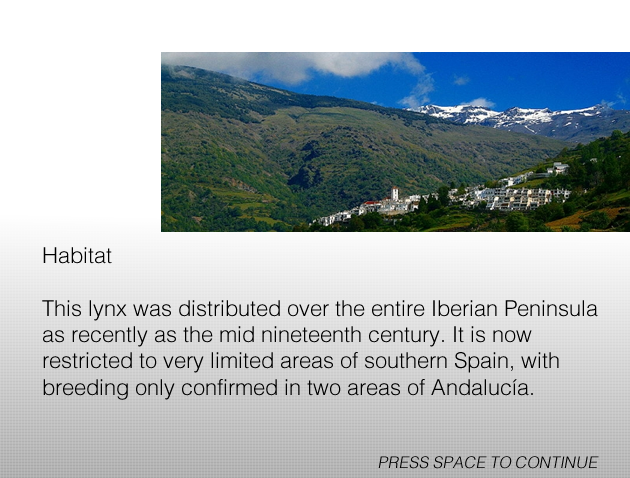 Habitat
This lynx was distributed over the entire Iberian Peninsula
as recently as the mid nineteenth century. It is now
restricted to very limited areas of southern Spain, with
breeding only confirmed in two areas of Andalucía.
PRESS SPACE TO CONTINUE